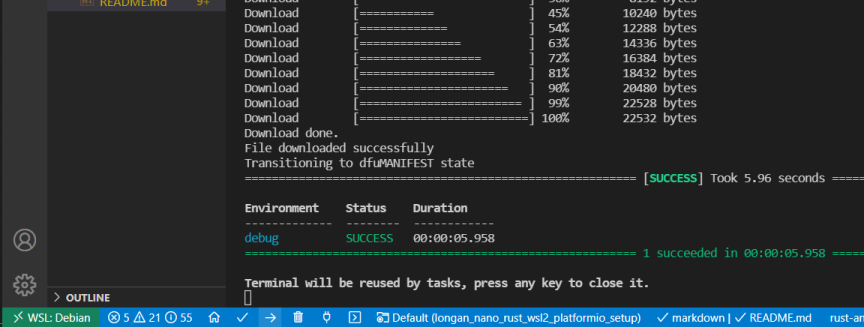 README.md 9+
Download [=========== ] 45% 10240 bytes
Download [============= ] 54% 12288 bytes
Download [=============== ] 63% 14336 bytes
Download [================== ] 72% 16384 bytes
Download [==================== ] 81% 18432 bytes
Download [====================== ] 90% 20480 bytes
Download [======================== ] 99% 22528 bytes
Download [=========================] 100% 22532 bytes
Download done.
File downloaded successfully
Transitioning to dfuMANIFEST state
========================================================== [SUCCESS] Took 5.96 seconds =====
Environment Status Duration
------------- -------- ------------
debug SUCCESS 00:00:05.958
========================================================== 1 succeeded in 00:00:05.958 =====
Terminal will be reused by tasks, press any key to close it.
OUTLINE
WSL: Debian 5 21 55 Default (longan_nano_rust_wsl2_platformio_setup) markdown | README.md rust-an